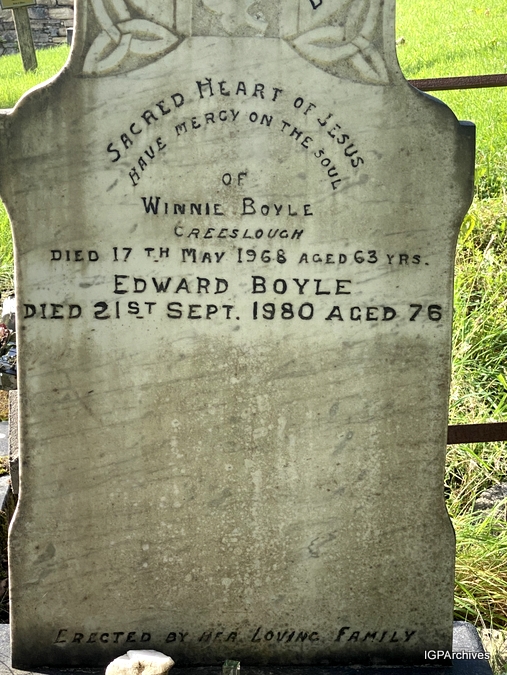 SACRED HEART OF JESUS
HAVE MERCY ON THE SOUL
OF
WINNIE BOYLE
CREESLOUGH
DIED 17TH MAY 1968 AGED 63 YRS.
EDWARD BOYLE
DIED 21ST SEPT. 1980 AGED 76
ERECTED BY HER LOVING FAMILY
IGPArchives